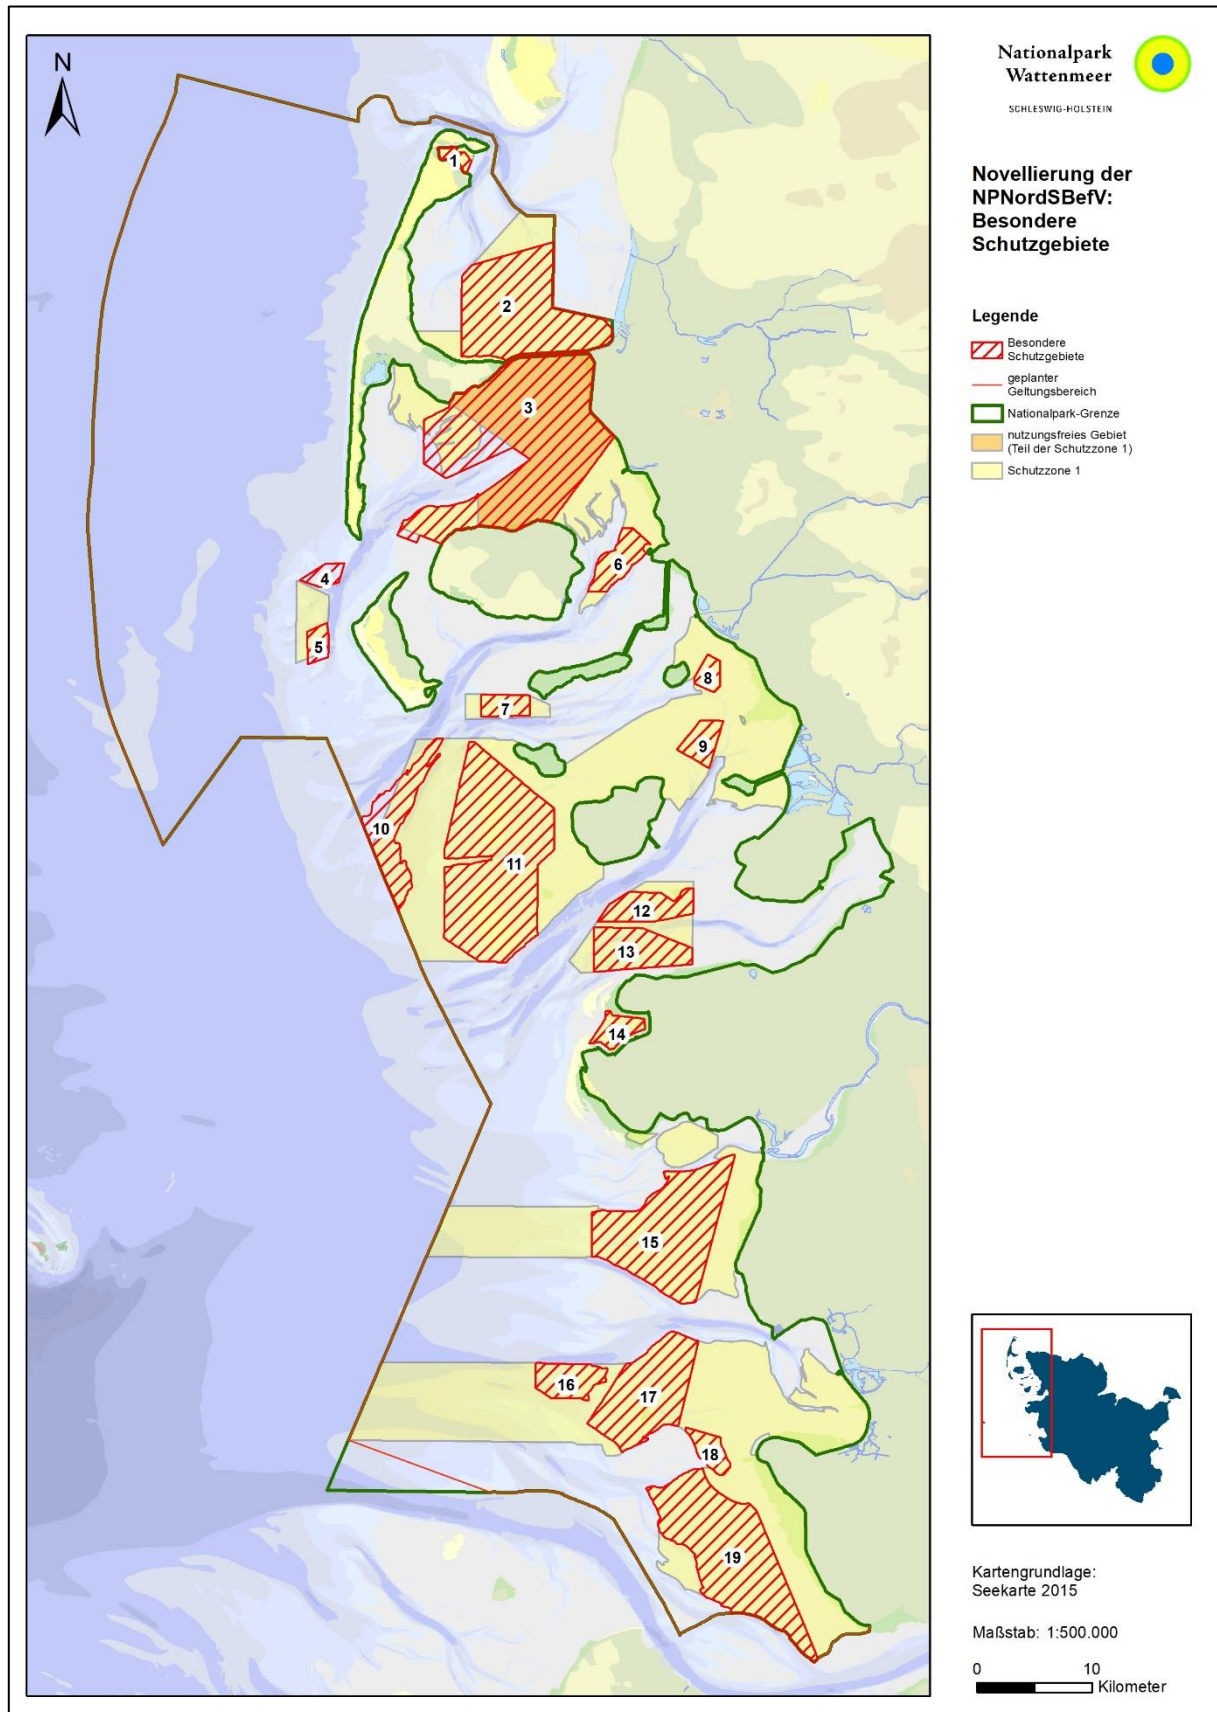 N
1
2
3
4
5
6
7
8
9
10
11
12
13
14
15
16
17
18
19
Nationalpark
Wattenmeer
SCHLESWIG-HOLSTEIN
Novellierung der
NPNordSBefV:
Besondere
Schutzgebiete
Legende
Besondere
Schutzgebiete
geplanter
Geltungsbereich
Nationalpark-Grenze
nutzungsfreies Gebiet
(Teil der Schutzzone 1)
Schutzzone 1
Kartengrundlage:
Seekarte 2015
Maßstab: 1:500.000
0 10
Kilometer